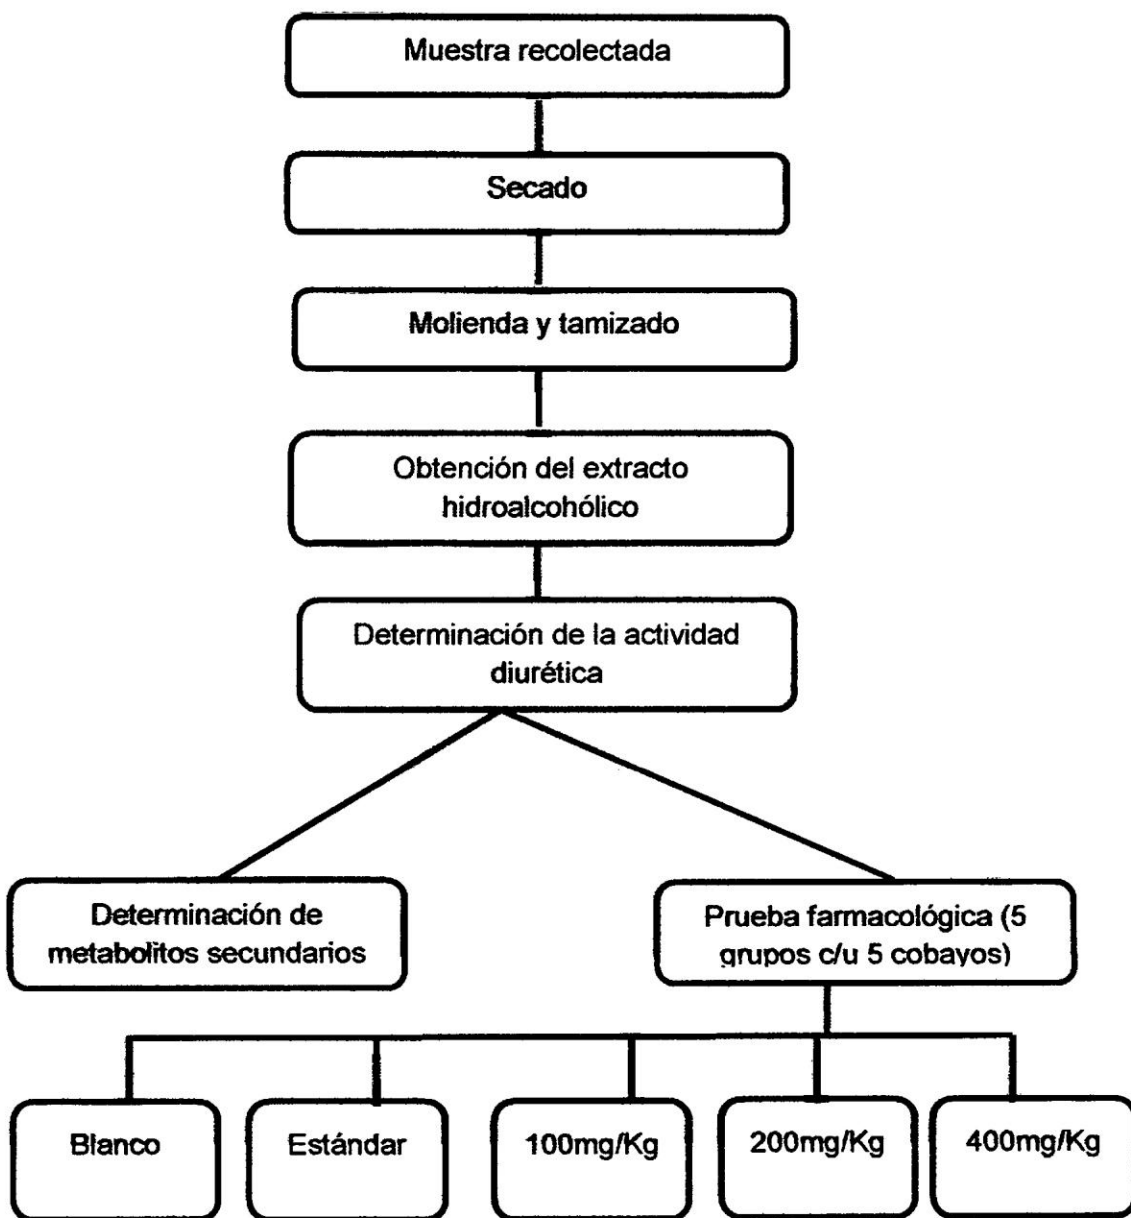 Muestra recolectada
Secado
Molienda y tamizado
Obtención del extracto
hidroalcohólico
Determinación de la actividad
diurética
Determinación de
metabolitos secundarios
Prueba farmacológica (5
grupos c/u 5 cobayos)
Blanco
Estándar
100mg/Kg
200mg/Kg
400mg/Kg